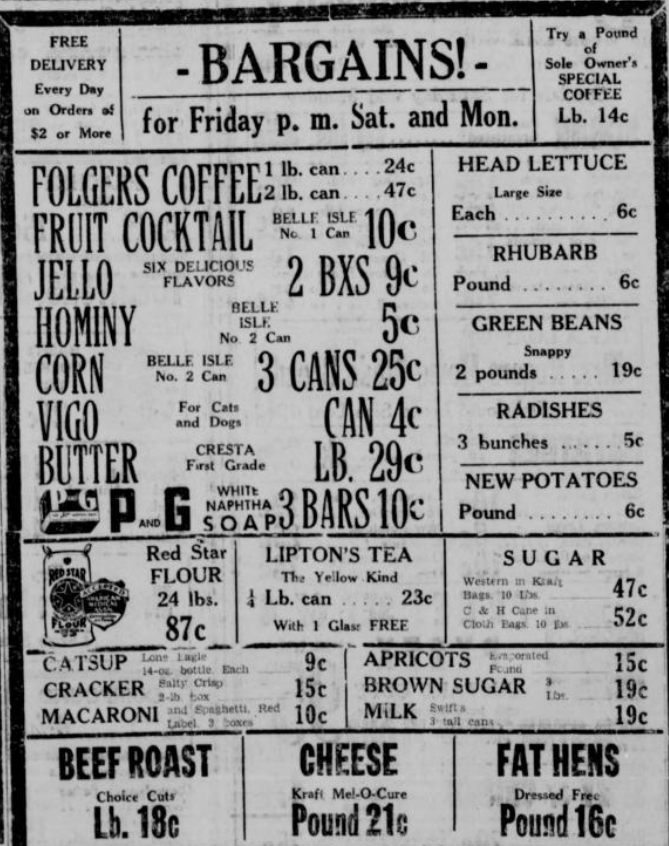 FREE
DELIVERY
Every Day
on Orders of
$2 or More
- BARGAINS! -
for Friday p. m. Sat. and Mon.
Try a Pound
of
Sole Owner's
SPECIAL
COFFEE
Lb. 14c
FOLGERS COFFEE 1 lb. can .... 24c
2 lb. can .... 47c
FRUIT COCKTAIL BELLE ISLE No. 1 Can 10c
JELLO SIX DELICIOUS FLAVORS 2 BXS 9c
HOMINY BELLE ISLE No. 2 Can 5c
CORN BELLE ISLE No. 2 Can 3 CANS 25c
VIGO For Cats and Dogs CAN 4c
BUTTER CRESTA First Grade LB. 29c
P AND G P AND G WHITE NAPHTHA SOAP 3 BARS 10c
HEAD LETTUCE
Large Size
Each .......... 6c
RHUBARB
Pound ........ 6c
GREEN BEANS
Snappy
2 pounds ..... 19c
RADISHES
3 bunches ...... 5c
NEW POTATOES
Pound ........ 6c
RED STAR
ACCEPTED
AMERICAN
MEDICAL
ASSN.
FLOUR
Red Star
FLOUR
24 lbs.
87c
LIPTON'S TEA
The Yellow Kind
¼ Lb. can ...... 23c
With 1 Glass FREE
SUGAR
Western in Kraft
Bags. 10 Lbs. 47c
C & H Cane in
Cloth Bags. 10 lbs. 52c
CATSUP Lone Eagle 14-oz. bottle. Each 9c
CRACKER Salty Crisp 2-lb. box 15c
MACARONI and Spaghetti, Red Label. 3 boxes 10c
APRICOTS Evaporated Pound 15c
BROWN SUGAR 3 Lbs. 19c
MILK Swift's 3 tall cans 19c
BEEF ROAST
Choice Cuts
Lb. 18c
CHEESE
Kraft Mel-O-Cure
Pound 21c
FAT HENS
Dressed Free
Pound 16c